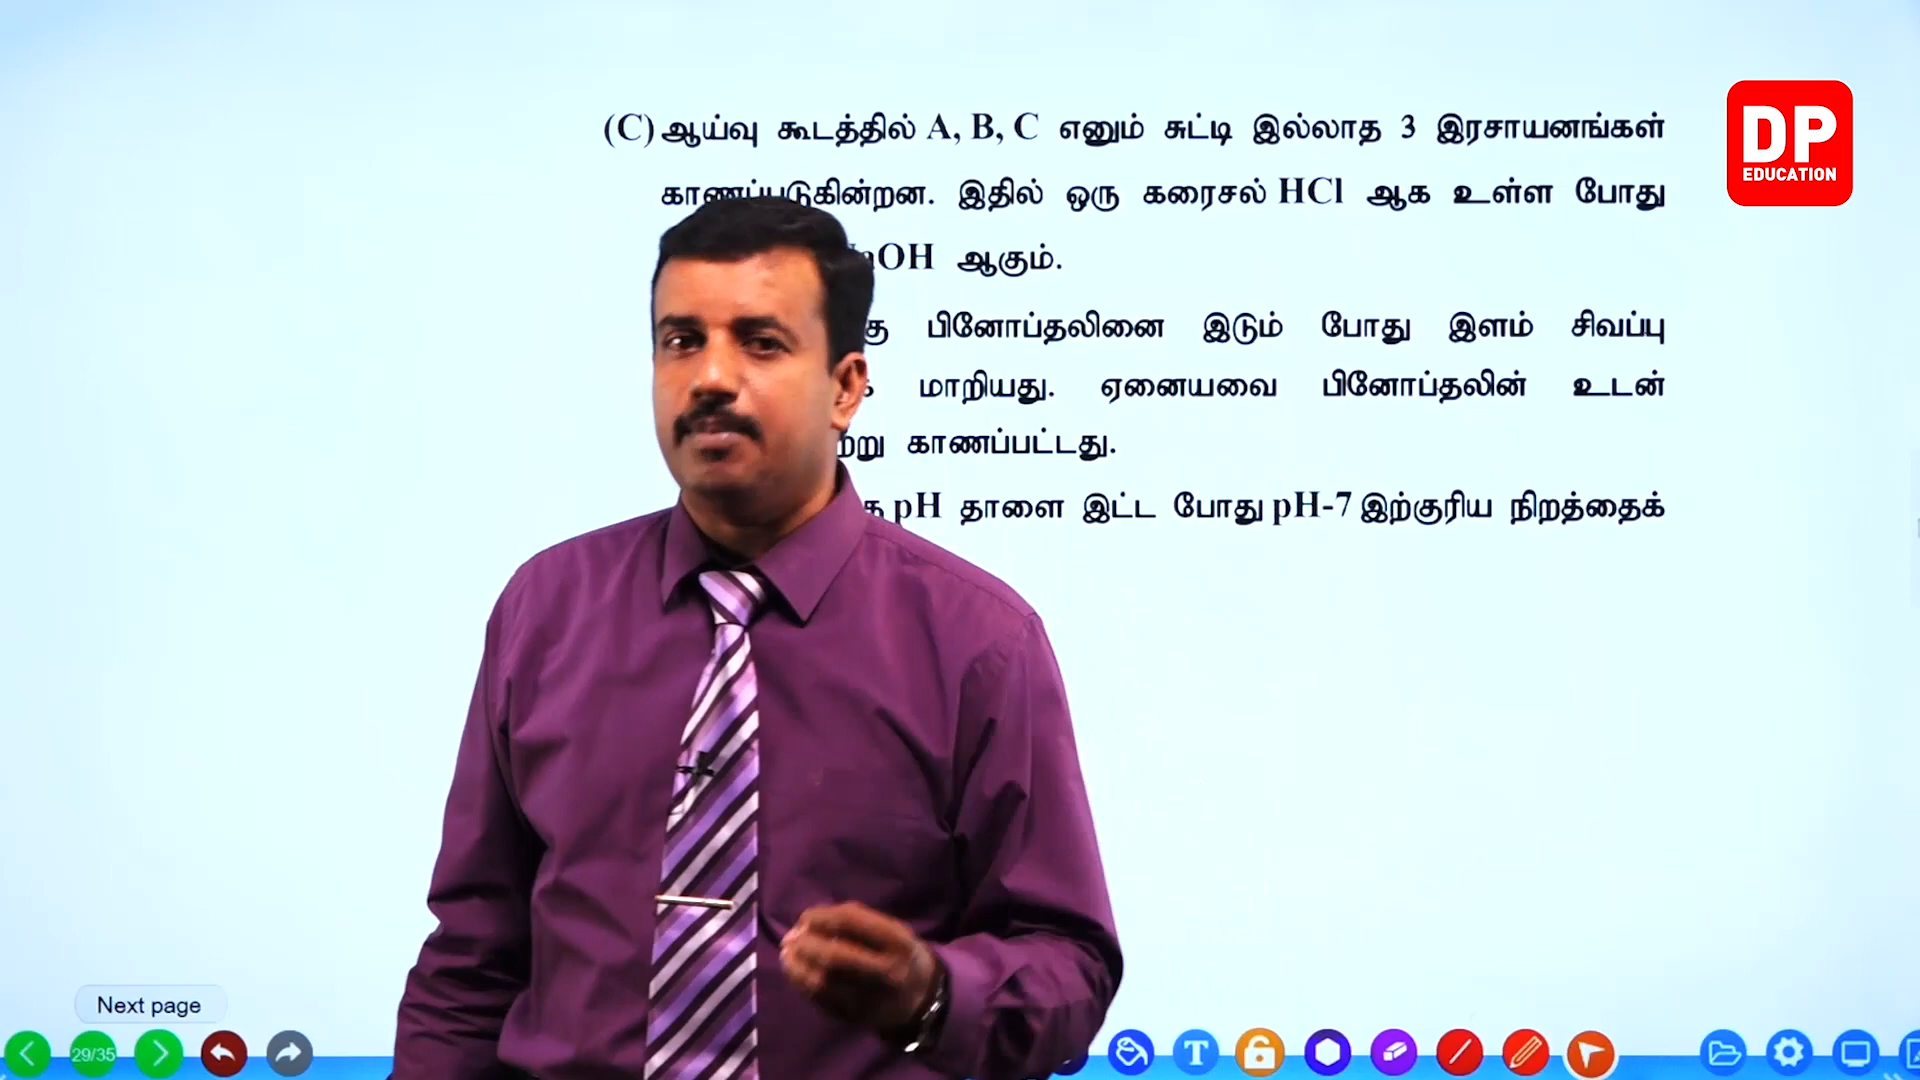 (C) ஆய்வு கூடத்தில் A, B, C எனும் சுட்டி இல்லாத 3 இரசாயனங்கள்
காணப்படுகின்றன. இதில் ஒரு கரைசல் HCl ஆக உள்ள போது
ஆகும்.
பினோப்தலினை இடும் போது இளம் சிவப்பு
மாறியது. ஏனையவை பினோப்தலின் உடன்
காணப்பட்டது.
pH தாளை இட்ட போது pH-7 இற்குரிய நிறத்தைக்
DP
EDUCATION
Next page
29/35
T